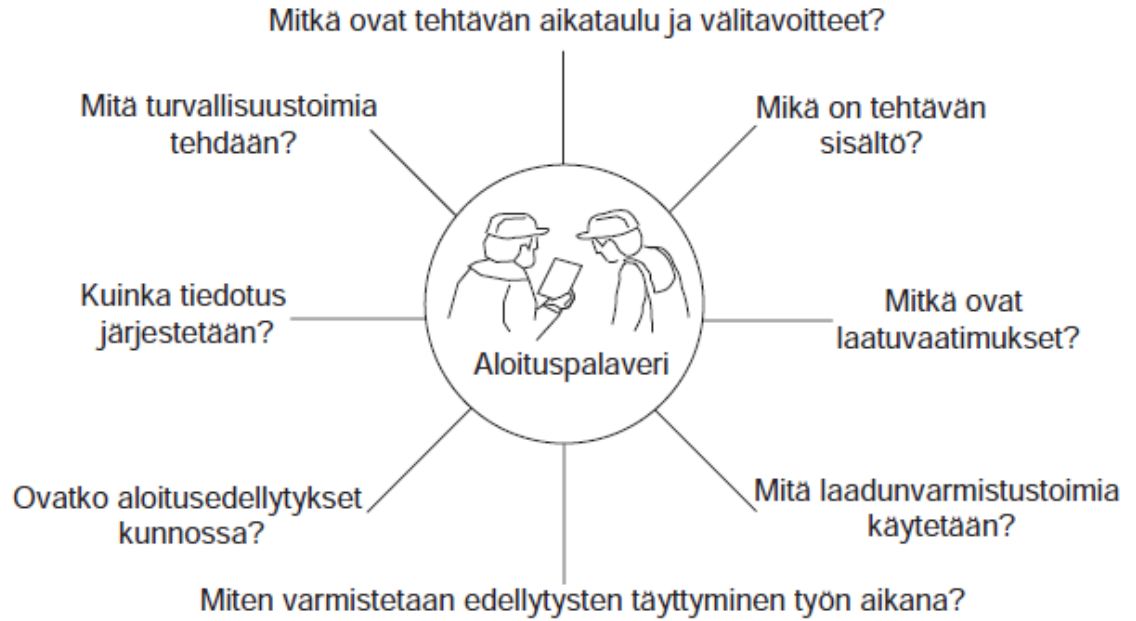 Mitkä ovat tehtävän aikataulu ja välitavoitteet?
Mitä turvallisuustoimia
tehdään?
Mikä on tehtävän
sisältö?
Kuinka tiedotus
järjestetään?
Mitkä ovat
laatuvaatimukset?
Aloituspalaveri
Ovatko aloitusedellytykset
kunnossa?
Mitä laadunvarmistustoimia
käytetään?
Miten varmistetaan edellytysten täyttyminen työn aikana?